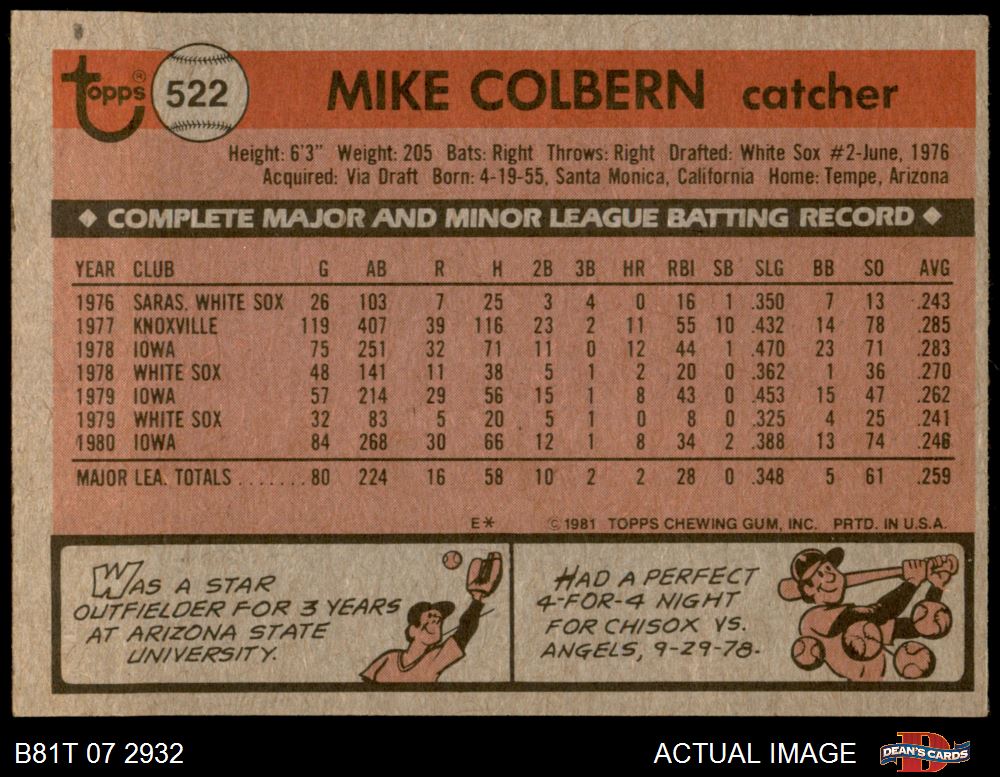 topps® 522 MIKE COLBERN catcher
Height: 6'3" Weight: 205 Bats: Right Throws: Right Drafted: White Sox #2-June, 1976
Acquired: Via Draft Born: 4-19-55, Santa Monica, California Home: Tempe, Arizona
◆ COMPLETE MAJOR AND MINOR LEAGUE BATTING RECORD ◆
YEAR CLUB G AB R H 2B 3B HR RBI SB SLG BB SO AVG
1976 SARAS. WHITE SOX 26 103 7 25 3 4 0 16 1 .350 7 13 .243
1977 KNOXVILLE 119 407 39 116 23 2 11 55 10 .432 14 78 .285
1978 IOWA 75 251 32 71 11 0 12 44 1 .470 23 71 .283
1978 WHITE SOX 48 141 11 38 5 1 2 20 0 .362 1 36 .270
1979 IOWA 57 214 29 56 15 1 8 43 0 .453 15 47 .262
1979 WHITE SOX 32 83 5 20 5 1 0 8 0 .325 4 25 .241
1980 IOWA 84 268 30 66 12 1 8 34 2 .388 13 74 .246
MAJOR LEA. TOTALS .......80 224 16 58 10 2 2 28 0 .348 5 61 .259
E* © 1981 TOPPS CHEWING GUM, INC. PRTD. IN U.S.A.
WAS A STAR
OUTFIELDER FOR 3 YEARS
AT ARIZONA STATE
UNIVERSITY.
HAD A PERFECT
4-FOR-4 NIGHT
FOR CHISOX VS.
ANGELS, 9-29-78.
B81T 07 2932 ACTUAL IMAGE DEAN'S CARDS